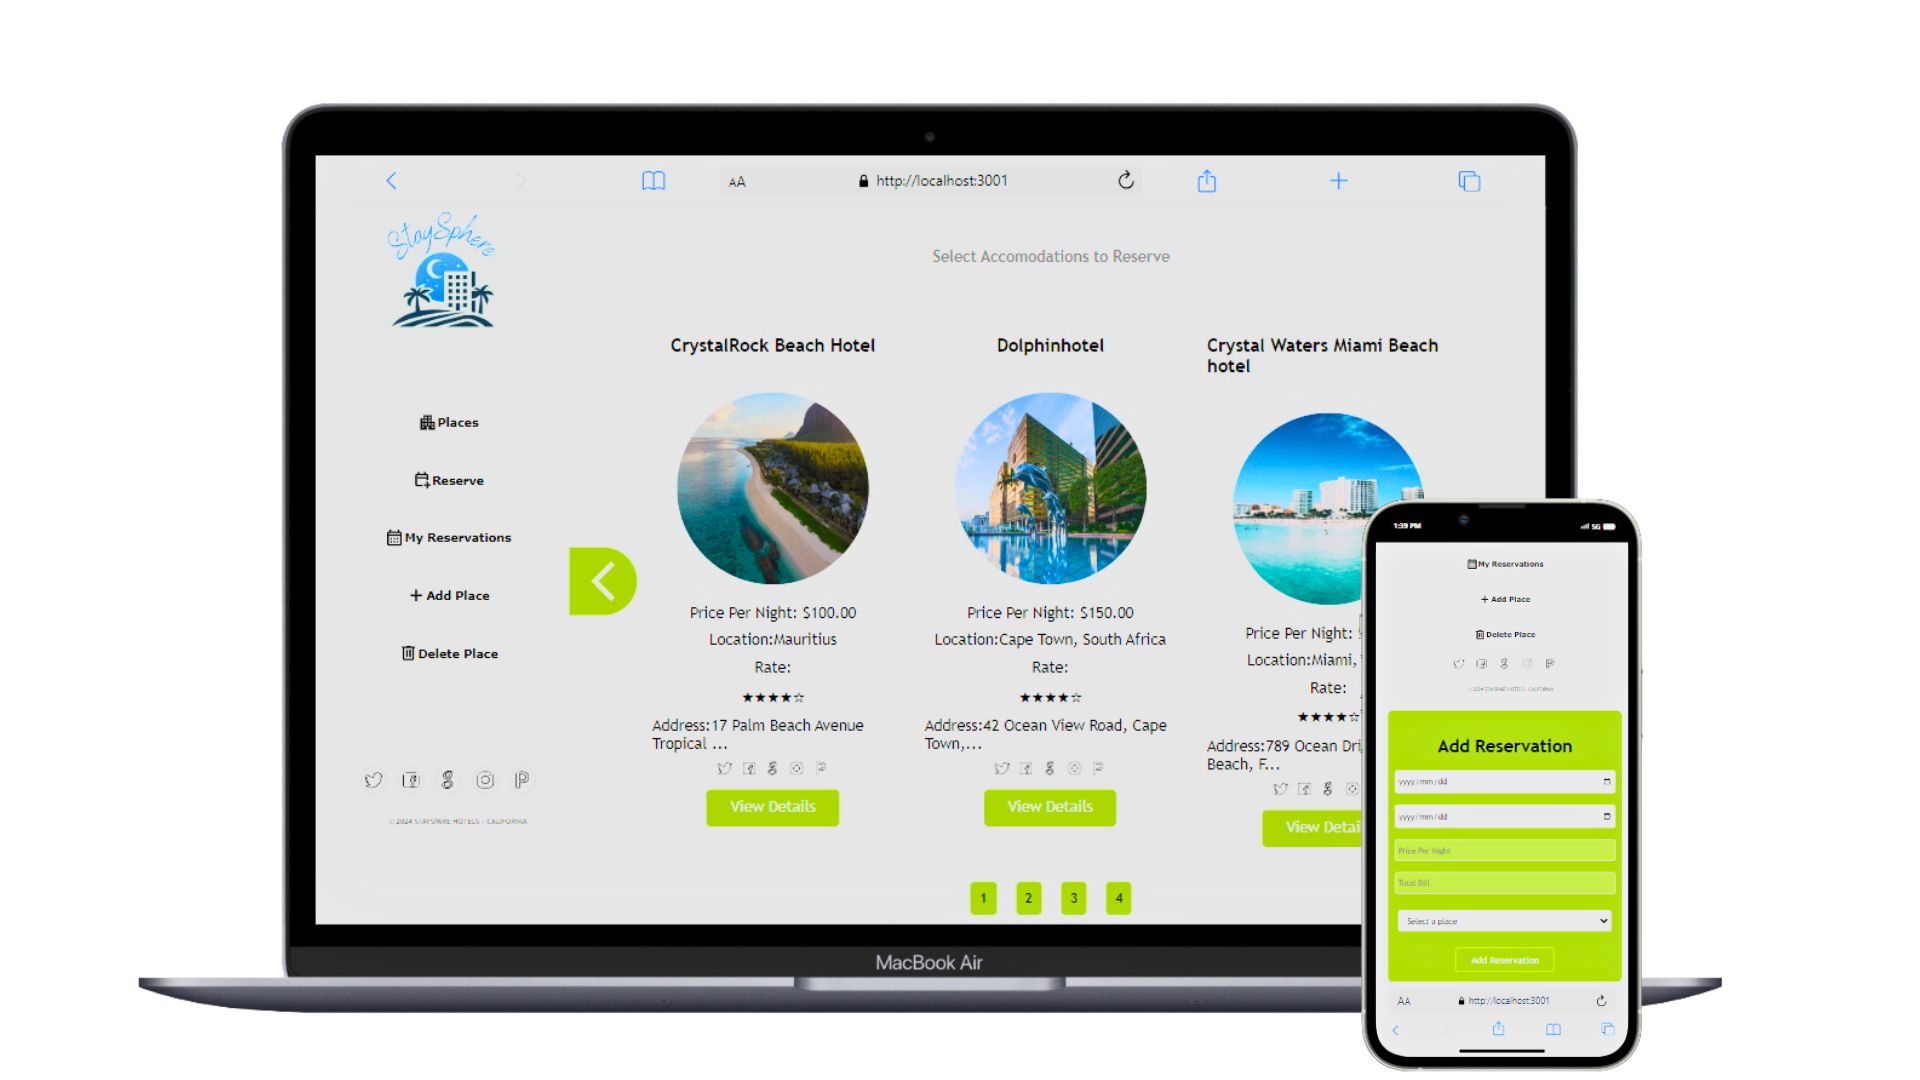 AA
http://localhost:3001
StaySphere
Select Accomodations to Reserve
Places
Reserve
My Reservations
+ Add Place
Delete Place
© 2024 STAYSPARE HOTELS - CALIFORNIA
CrystalRock Beach Hotel
Price Per Night: $100.00
Location:Mauritius
Rate:
★★★★☆
Address:17 Palm Beach Avenue
Tropical ...
View Details
Dolphinhotel
Price Per Night: $150.00
Location:Cape Town, South Africa
Rate:
★★★★☆
Address:42 Ocean View Road, Cape
Town,...
View Details
Crystal Waters Miami Beach
hotel
Price Per Night:
Location:Miami,
Rate:
★★★★☆
Address:789 Ocean Dri
Beach, F...
View Detai
1 2 3 4
MacBook Air
1:39 PM
5G
My Reservations
+ Add Place
Delete Place
© 2024 STAYSPARE HOTELS - CALIFORNIA
Add Reservation
yyyy/mm/dd
yyyy/mm/dd
Price Per Night
Total Bill
Select a place
Add Reservation
AA
http://localhost:3001